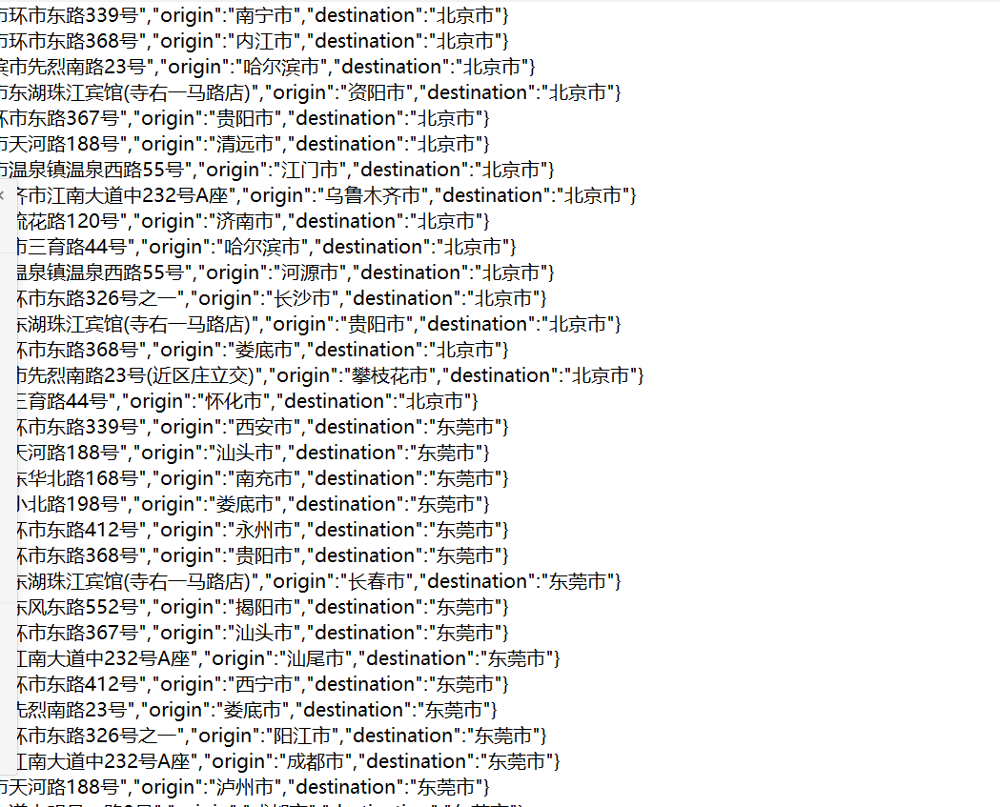 市环市东路339号","origin":"南宁市","destination":"北京市"}
市环市东路368号","origin":"内江市","destination":"北京市"}
滨市先烈南路23号","origin":"哈尔滨市","destination":"北京市"}
市东湖珠江宾馆(寺右一马路店)","origin":"资阳市","destination":"北京市"}
环市东路367号","origin":"贵阳市","destination":"北京市"}
市天河路188号","origin":"清远市","destination":"北京市"}
市温泉镇温泉西路55号","origin":"江门市","destination":"北京市"}
齐市江南大道中232号A座","origin":"乌鲁木齐市","destination":"北京市"}
流花路120号","origin":"济南市","destination":"北京市"}
市三育路44号","origin":"哈尔滨市","destination":"北京市"}
温泉镇温泉西路55号","origin":"河源市","destination":"北京市"}
环市东路326号之一","origin":"长沙市","destination":"北京市"}
东湖珠江宾馆(寺右一马路店)","origin":"贵阳市","destination":"北京市"}
环市东路368号","origin":"娄底市","destination":"北京市"}
市先烈南路23号(近区庄立交)","origin":"攀枝花市","destination":"北京市"}
三育路44号","origin":"怀化市","destination":"北京市"}
环市东路339号","origin":"西安市","destination":"东莞市"}
天河路188号","origin":"汕头市","destination":"东莞市"}
东华北路168号","origin":"南充市","destination":"东莞市"}
小北路198号","origin":"娄底市","destination":"东莞市"}
环市东路412号","origin":"永州市","destination":"东莞市"}
环市东路368号","origin":"贵阳市","destination":"东莞市"}
东湖珠江宾馆(寺右一马路店)","origin":"长春市","destination":"东莞市"}
东风东路552号","origin":"揭阳市","destination":"东莞市"}
环市东路367号","origin":"汕头市","destination":"东莞市"}
江南大道中232号A座","origin":"汕尾市","destination":"东莞市"}
环市东路412号","origin":"西宁市","destination":"东莞市"}
先烈南路23号","origin":"娄底市","destination":"东莞市"}
环市东路326号之一","origin":"阳江市","destination":"东莞市"}
江南大道中232号A座","origin":"成都市","destination":"东莞市"}
市天河路188号","origin":"泸州市","destination":"东莞市"}